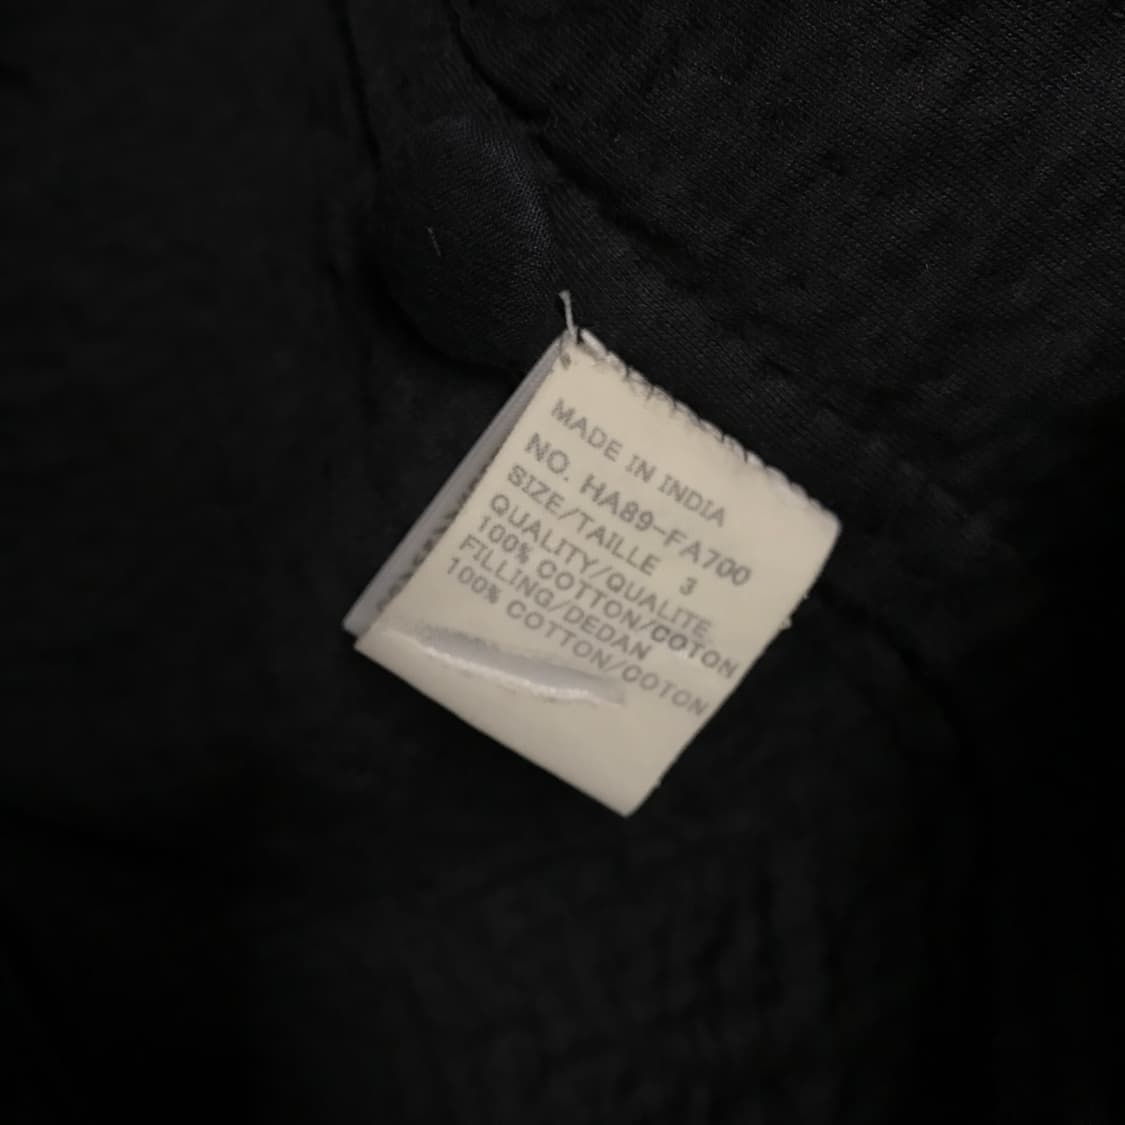 MADE IN INDIA
NO. HA89-FA700
SIZE/TAILLE 3
QUALITY/QUALITE
100% COTTON/COTON
FILLING/DEDAN
100% COTTON/COTON